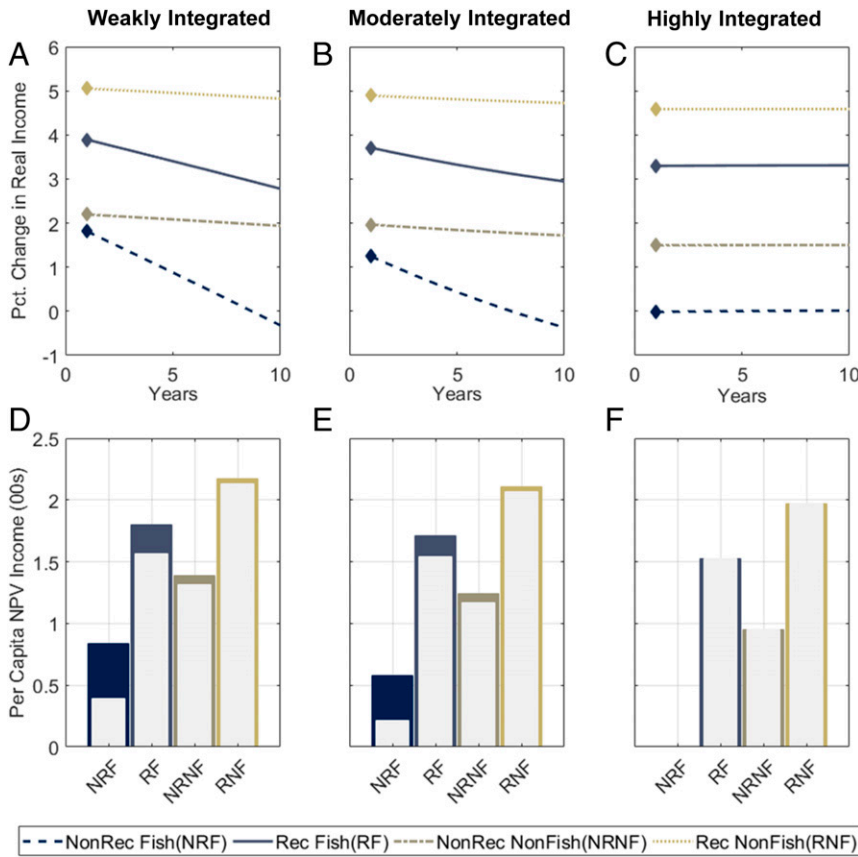 Weakly Integrated
Moderately Integrated
Highly Integrated
A
B
C
Pct. Change in Real Income
6
5
4
3
2
1
0
-1
0 5 10
0 5 10
0 5 10
Years
Years
Years
D
E
F
Per Capita NPV Income (00s)
2.5
2
1.5
1
0.5
0
NRF RF NRNF RNF
NRF RF NRNF RNF
NRF RF NRNF RNF
NonRec Fish(NRF) Rec Fish(RF) NonRec NonFish(NRNF) Rec NonFish(RNF)